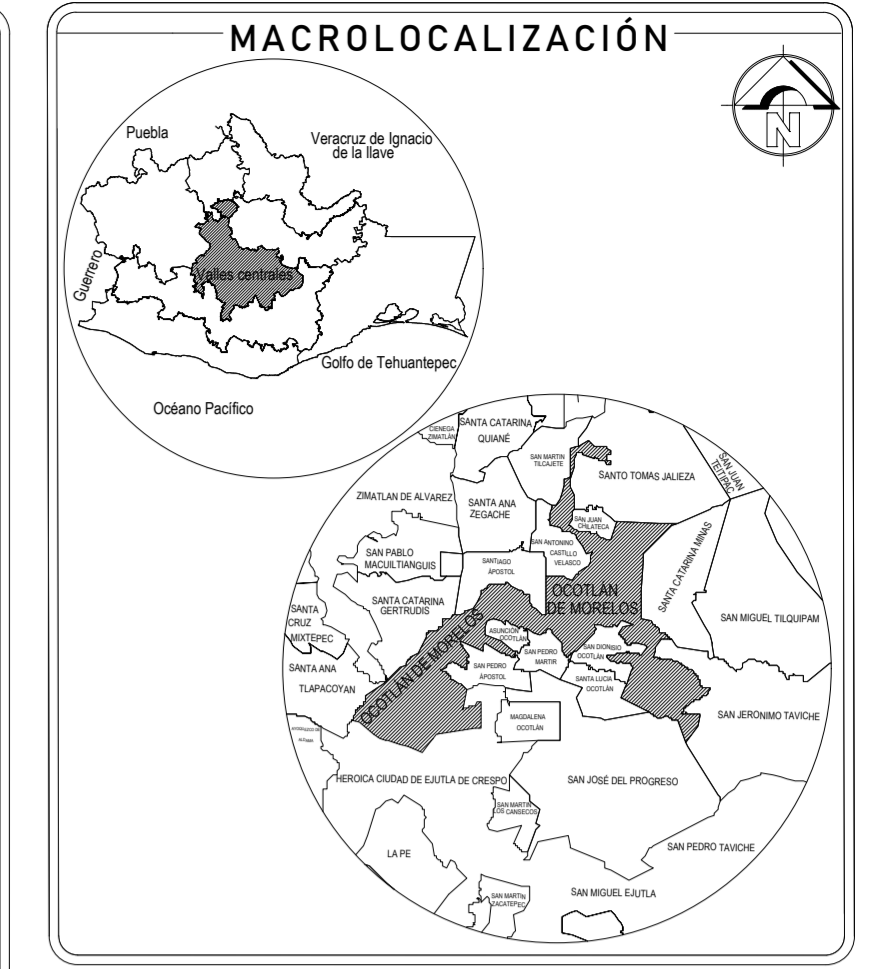 MACROLOCALIZACIÓN
N
Puebla
Veracruz de Ignacio
de la llave
Guerrero
Valles centrales
Golfo de Tehuantepec
Océano Pacífico
CIENEGA
ZIMATLÁN
SANTA CATARINA
QUIANÉ
SAN MARTIN
TILCAJETE
SANTO TOMAS JALIEZA
SAN JUAN
TEITIPAC
ZIMATLAN DE ALVAREZ
SANTA ANA
ZEGACHE
SAN JUAN
CHILATECA
SAN ANTONINO
CASTILLO
VELASCO
SANTA CATARINA MINAS
SAN PABLO
MACUILTIANGUIS
SANTIAGO
ÁPOSTOL
SANTA CATARINA
GERTRUDIS
OCOTLÁN
DE MORELOS
SANTA
CRUZ
MIXTEPEC
OCOTLÁN DE MORELOS
ASUNCIÓN
OCOTLÁN
SAN MIGUEL TILQUIPAM
SAN PEDRO
MARTIR
SAN DIONISIO
OCOTLÁN
SANTA ANA
TLAPACOYAN
SAN PEDRO
ÁPOSTOL
SANTA LUCIA
OCOTLÁN
MAGDALENA
OCOTLÁN
SAN JERONIMO TAVICHE
HEROICA CIUDAD DE EJUTLA DE CRESPO
SAN JOSÉ DEL PROGRESO
SAN MARTIN
LOS CANSECOS
LA PE
SAN PEDRO TAVICHE
SAN MARTIN
ZACATEPEC
SAN MIGUEL EJUTLA